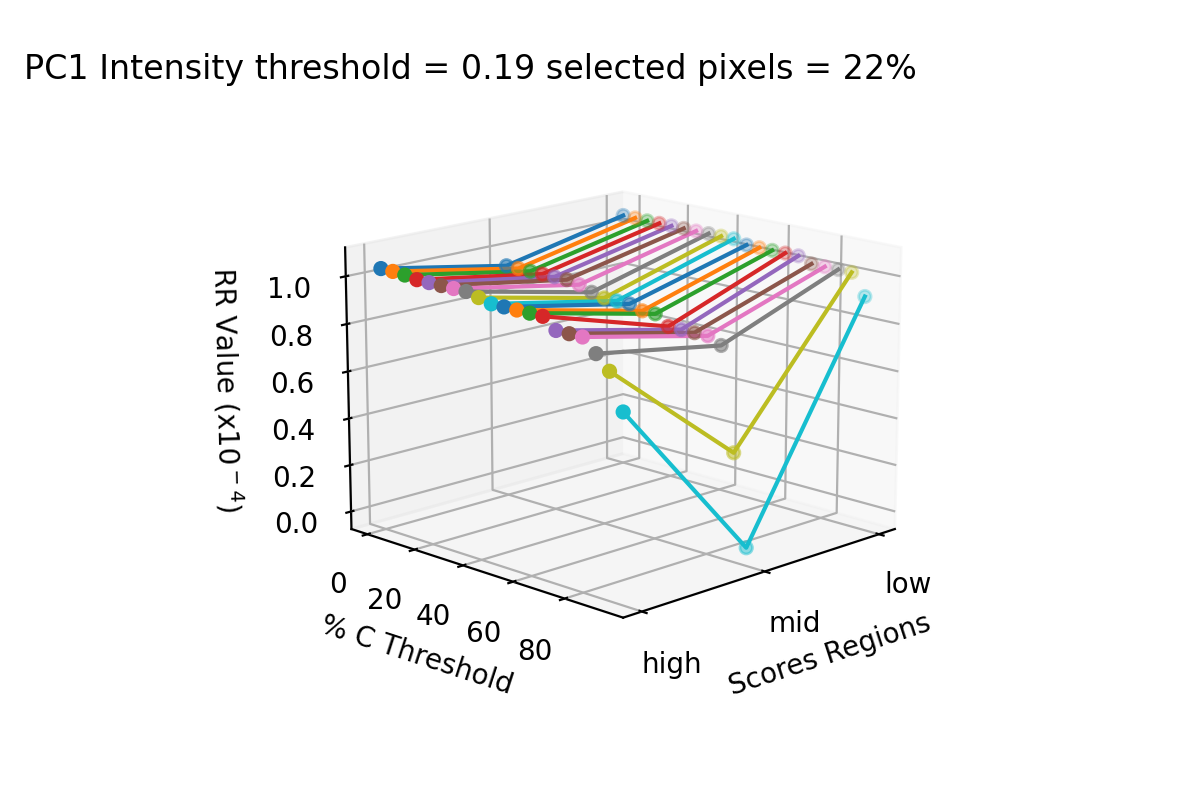 PC1 Intensity threshold = 0.19 selected pixels = 22%
RR Value (x10⁻⁴)
1.0
0.8
0.6
0.4
0.2
0.0
0
20
40
60
80
% C Threshold
high
mid
low
Scores Regions